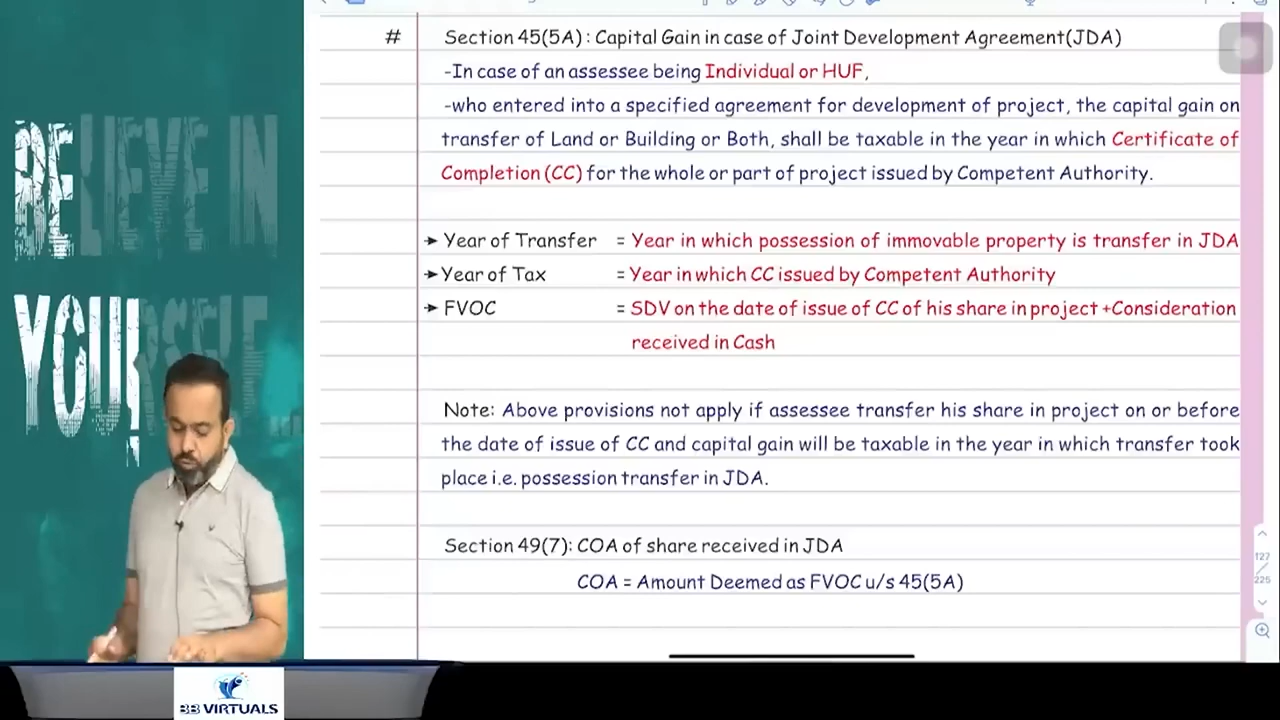 BELIEVE IN
YOURSELF...
# Section 45(5A) : Capital Gain in case of Joint Development Agreement(JDA)
-In case of an assessee being Individual or HUF,
-who entered into a specified agreement for development of project, the capital gain on
transfer of Land or Building or Both, shall be taxable in the year in which Certificate of
Completion (CC) for the whole or part of project issued by Competent Authority.
→ Year of Transfer = Year in which possession of immovable property is transfer in JDA
→ Year of Tax = Year in which CC issued by Competent Authority
→ FVOC = SDV on the date of issue of CC of his share in project +Consideration
received in Cash
Note: Above provisions not apply if assessee transfer his share in project on or before
the date of issue of CC and capital gain will be taxable in the year in which transfer took
place i.e. possession transfer in JDA.
Section 49(7): COA of share received in JDA
COA = Amount Deemed as FVOC u/s 45(5A)
127
/
225
BB VIRTUALS